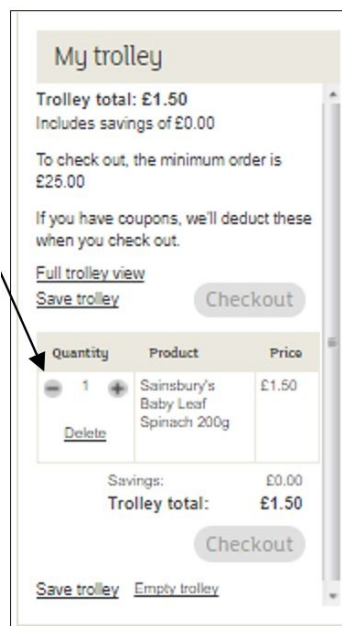 My trolley
Trolley total: £1.50
Includes savings of £0.00
To check out, the minimum order is
£25.00
If you have coupons, we'll deduct these
when you check out.
Full trolley view
Save trolley Checkout
Quantity Product Price
1 Sainsbury's £1.50
Baby Leaf
Spinach 200g
Delete
Savings: £0.00
Trolley total: £1.50
Checkout
Save trolley Empty trolley